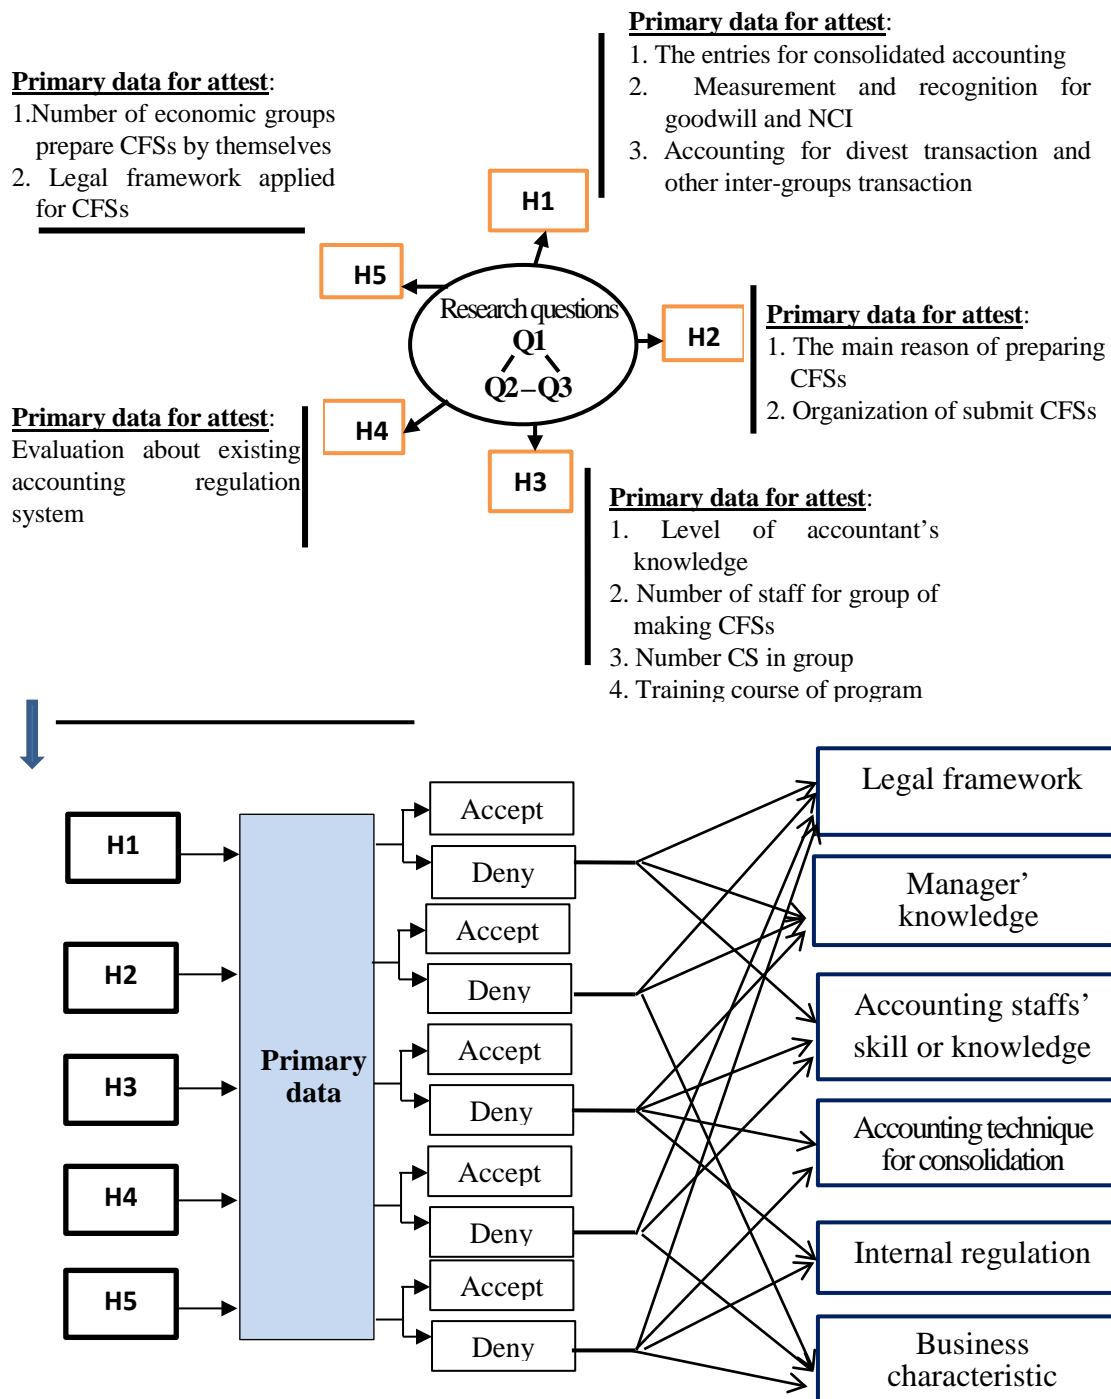 Primary data for attest:
1. The entries for consolidated accounting
2. Measurement and recognition for
goodwill and NCI
3. Accounting for divest transaction and
other inter-groups transaction
Primary data for attest:
1.Number of economic groups
prepare CFSs by themselves
2. Legal framework applied
for CFSs
H1
H5
Research questions
Q1
Q2–Q3
H2
Primary data for attest:
1. The main reason of preparing
CFSs
2. Organization of submit CFSs
Primary data for attest:
Evaluation about existing
accounting regulation
system
H4
H3
Primary data for attest:
1. Level of accountant’s
knowledge
2. Number of staff for group of
making CFSs
3. Number CS in group
4. Training course of program
H1
H2
H3
H4
H5
Primary
data
Accept
Deny
Accept
Deny
Accept
Deny
Accept
Deny
Accept
Deny
Legal framework
Manager’
knowledge
Accounting staffs’
skill or knowledge
Accounting technique
for consolidation
Internal regulation
Business
characteristic